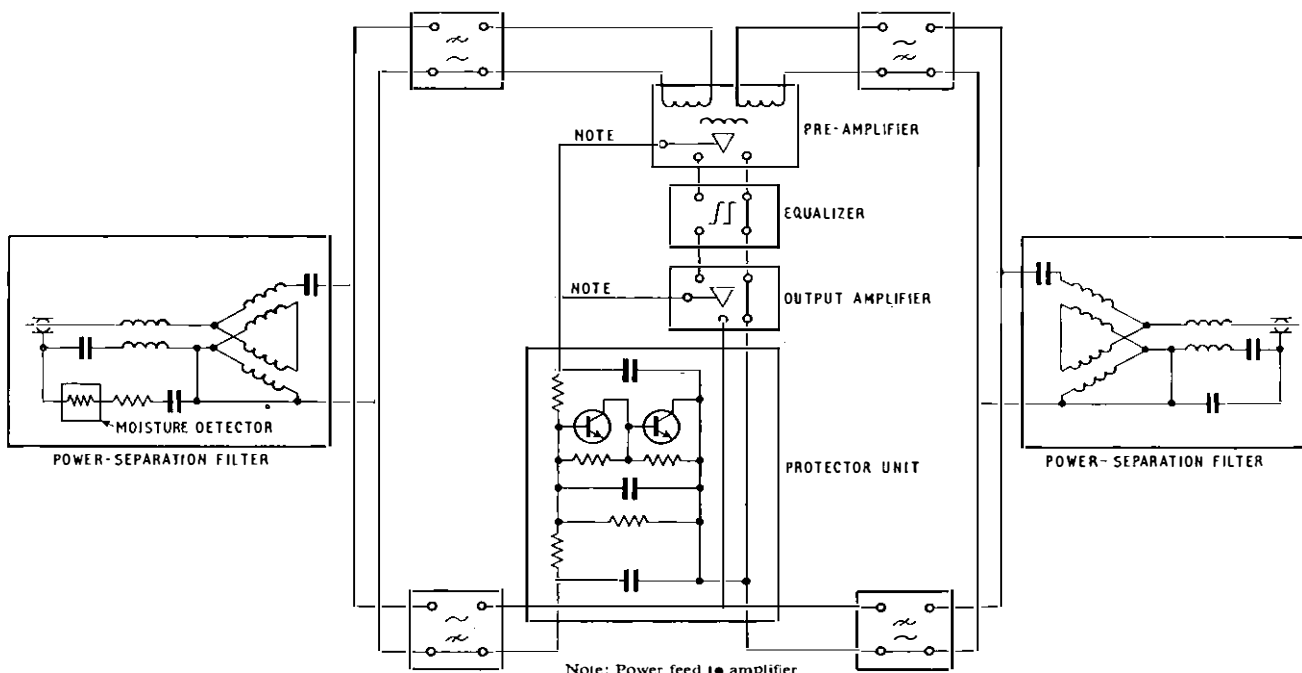 PRE-AMPLIFIER
NOTE
EQUALIZER
NOTE
OUTPUT AMPLIFIER
MOISTURE DETECTOR
POWER-SEPARATION FILTER
PROTECTOR UNIT
POWER-SEPARATION FILTER
Note: Power feed to amplifier